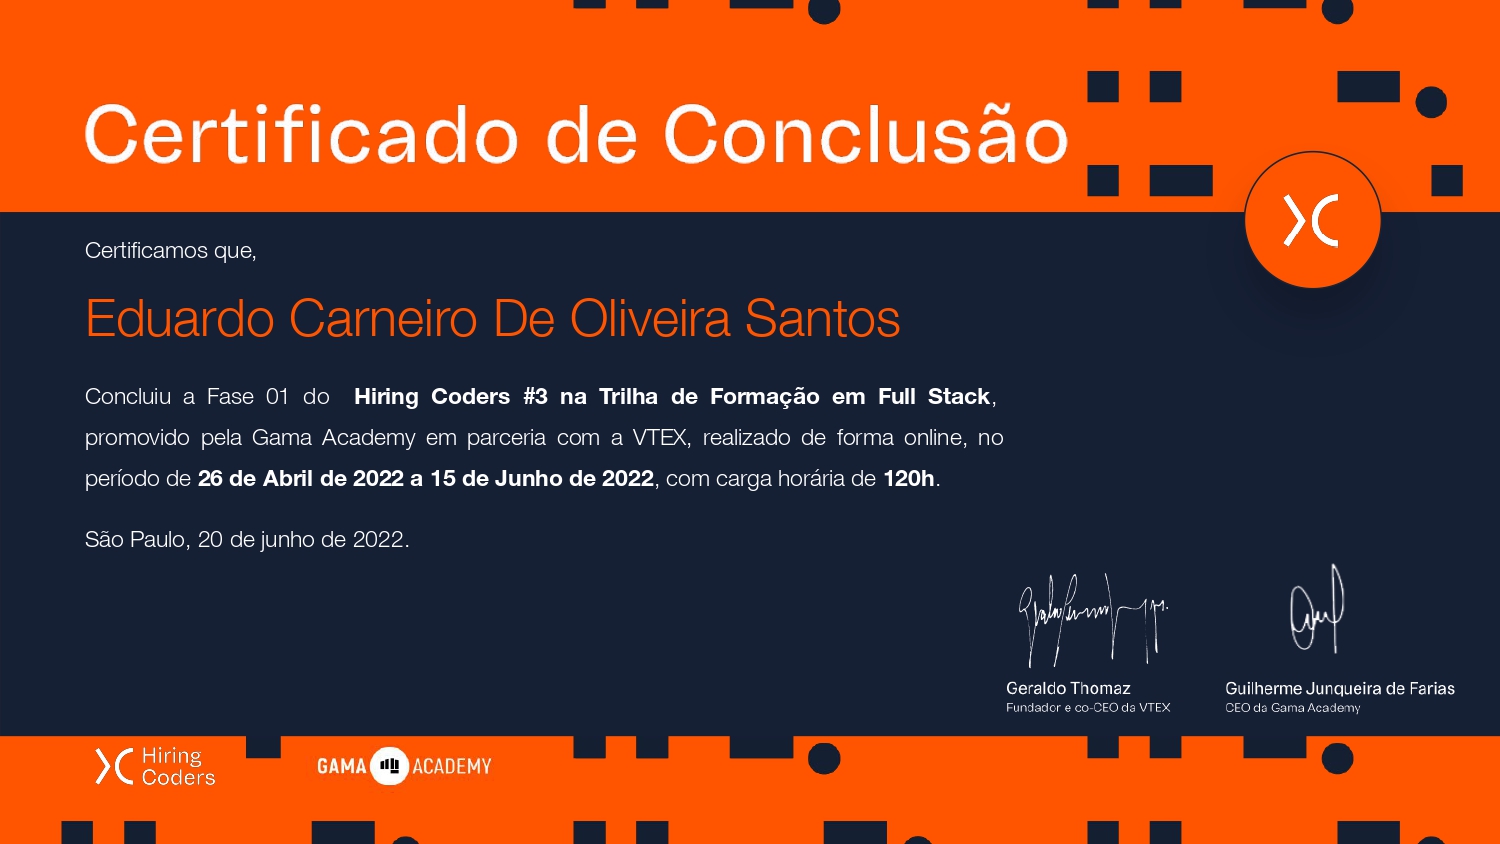 Certificado de Conclusão
Certificamos que,
Eduardo Carneiro De Oliveira Santos
Concluiu a Fase 01 do Hiring Coders #3 na Trilha de Formação em Full Stack,
promovido pela Gama Academy em parceria com a VTEX, realizado de forma online, no
período de 26 de Abril de 2022 a 15 de Junho de 2022, com carga horária de 120h.
São Paulo, 20 de junho de 2022.
Geraldo Thomaz
Fundador e co-CEO da VTEX
Guilherme Junqueira de Farias
CEO da Gama Academy
Hiring
Coders
GAMA ACADEMY